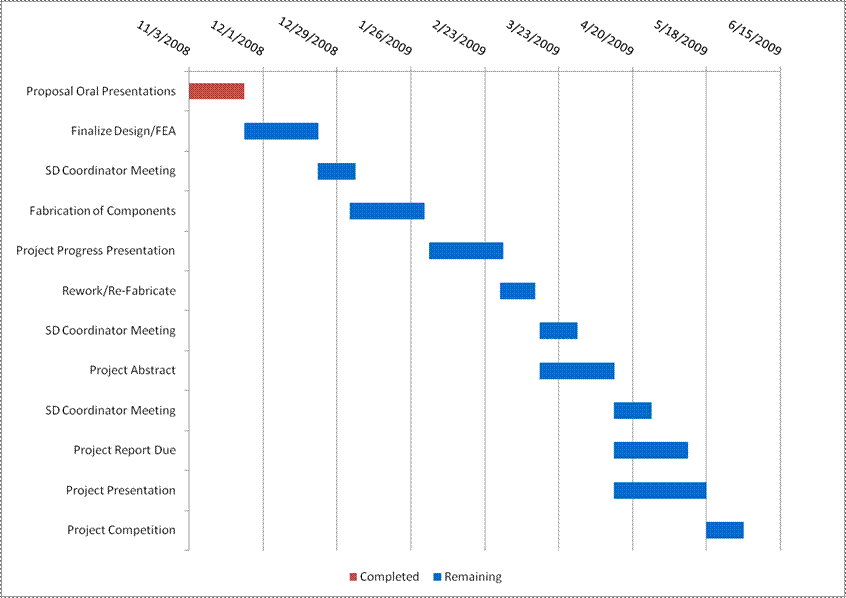 11/3/2008
12/1/2008
12/29/2008
1/26/2009
2/23/2009
3/23/2009
4/20/2009
5/18/2009
6/15/2009
Proposal Oral Presentations
Finalize Design/FEA
SD Coordinator Meeting
Fabrication of Components
Project Progress Presentation
Rework/Re-Fabricate
SD Coordinator Meeting
Project Abstract
SD Coordinator Meeting
Project Report Due
Project Presentation
Project Competition
Completed Remaining